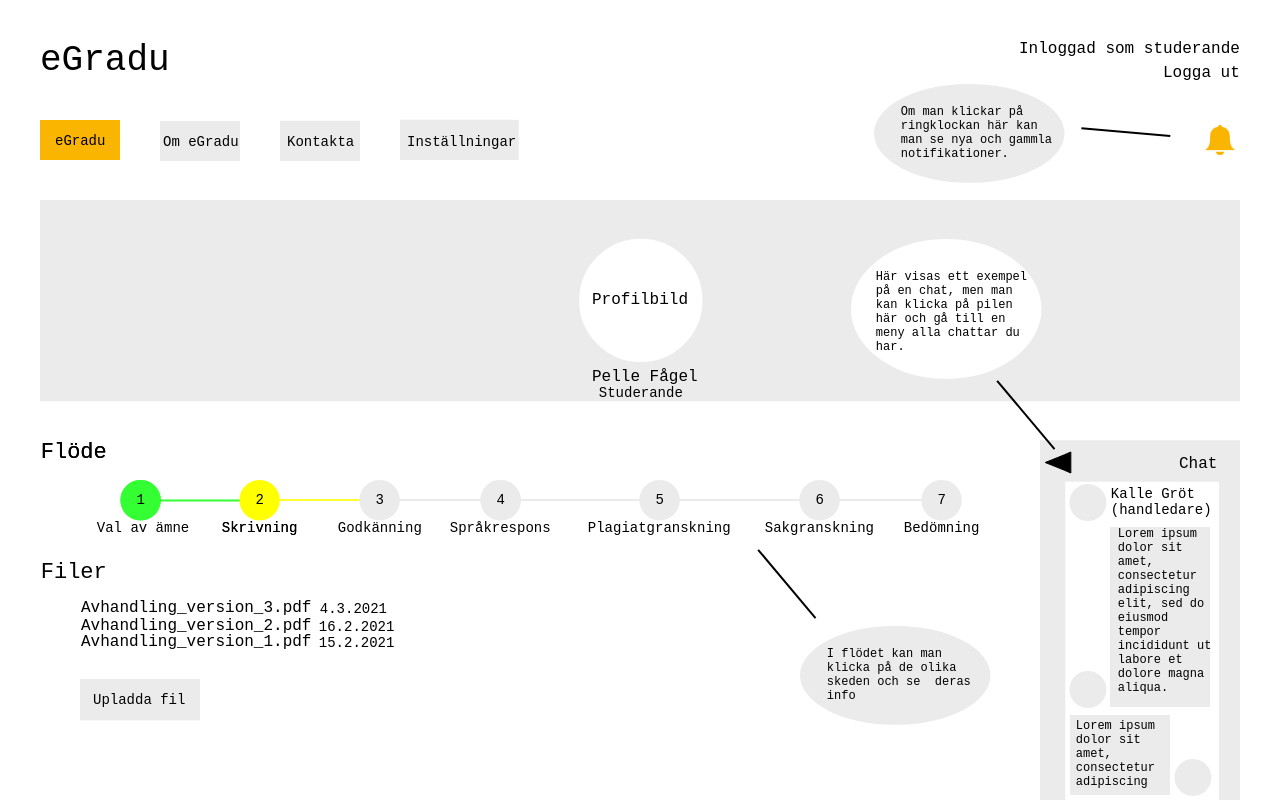 eGradu
Inloggad som studerande
Logga ut
eGradu
Om eGradu
Kontakta
Inställningar
Om man klickar på
ringklockan här kan
man se nya och gammla
notifikationer.
Profilbild
Pelle Fågel
Studerande
Här visas ett exempel
på en chat, men man
kan klicka på pilen
här och gå till en
meny alla chattar du
har.
Flöde
1
2
3
4
5
6
7
Val av ämne
Skrivning
Godkänning
Språkrespons
Plagiatgranskning
Sakgranskning
Bedömning
Filer
Avhandling_version_3.pdf 4.3.2021
Avhandling_version_2.pdf 16.2.2021
Avhandling_version_1.pdf 15.2.2021
Upladda fil
I flödet kan man
klicka på de olika
skeden och se  deras
info
Chat
Kalle Gröt
(handledare)
Lorem ipsum
dolor sit
amet,
consectetur
adipiscing
elit, sed do
eiusmod
tempor
incididunt ut
labore et
dolore magna
aliqua.
Lorem ipsum
dolor sit
amet,
consectetur
adipiscing